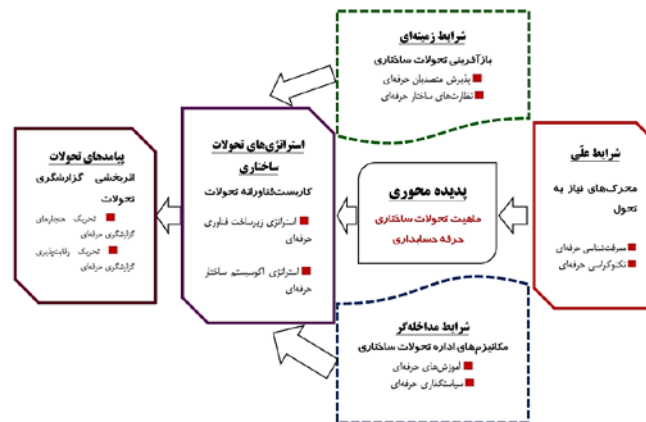 شرایط زمینه‌ای
بازآفرینی تحولات ساختاری
پذیرش متصدیان حرفه‌ای
نظارت‌های ساختار حرفه‌ای
شرایط علّی
محرک‌های نیاز به
تحول
معرفت‌شناسی حرفه‌ای
تکنوکراسی حرفه‌ای
پدیده محوری
ماهیت تحولات ساختاری
حرفه حسابداری
استراتژی‌های تحولات
ساختاری
کاربست فناورانه تحولات
استراتژی زیرساخت فناوری
حرفه‌ای
استراتژی اکوسیستم ساختار
حرفه‌ای
پیامدهای تحولات
اثربخشی گزارشگری
تحولات
تحریک هنجارهای
گزارشگری حرفه‌ای
تحریک رقابت‌پذیری
گزارشگری حرفه‌ای
شرایط مداخله‌گر
مکانیزم‌های اداره تحولات ساختاری
آموزش‌های حرفه‌ای
سیاستگذاری حرفه‌ای